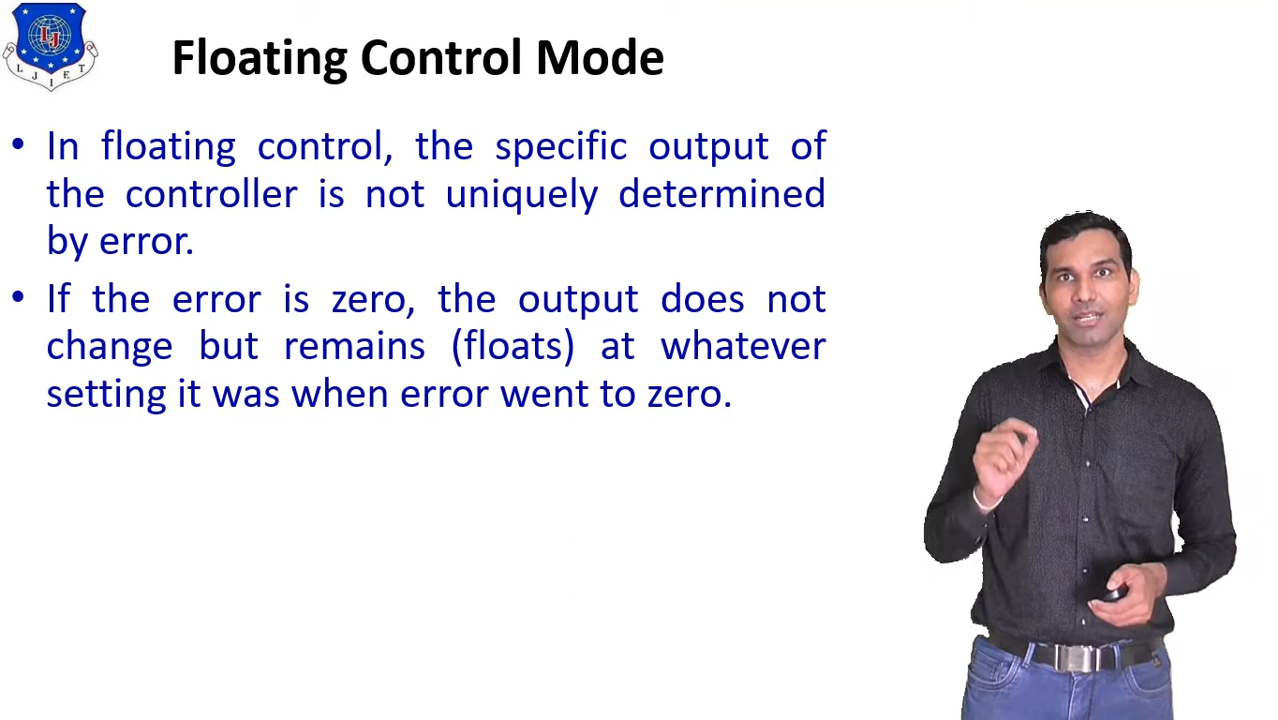 Floating Control Mode
LJIET
• In floating control, the specific output of
the controller is not uniquely determined
by error.
• If the error is zero, the output does not
change but remains (floats) at whatever
setting it was when error went to zero.